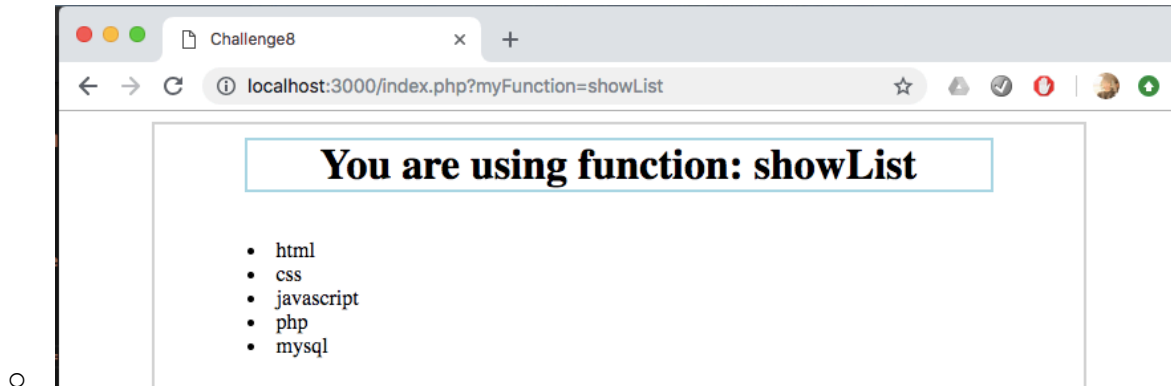 Challenge8
localhost:3000/index.php?myFunction=showList
You are using function: showList
html
css
javascript
php
mysql